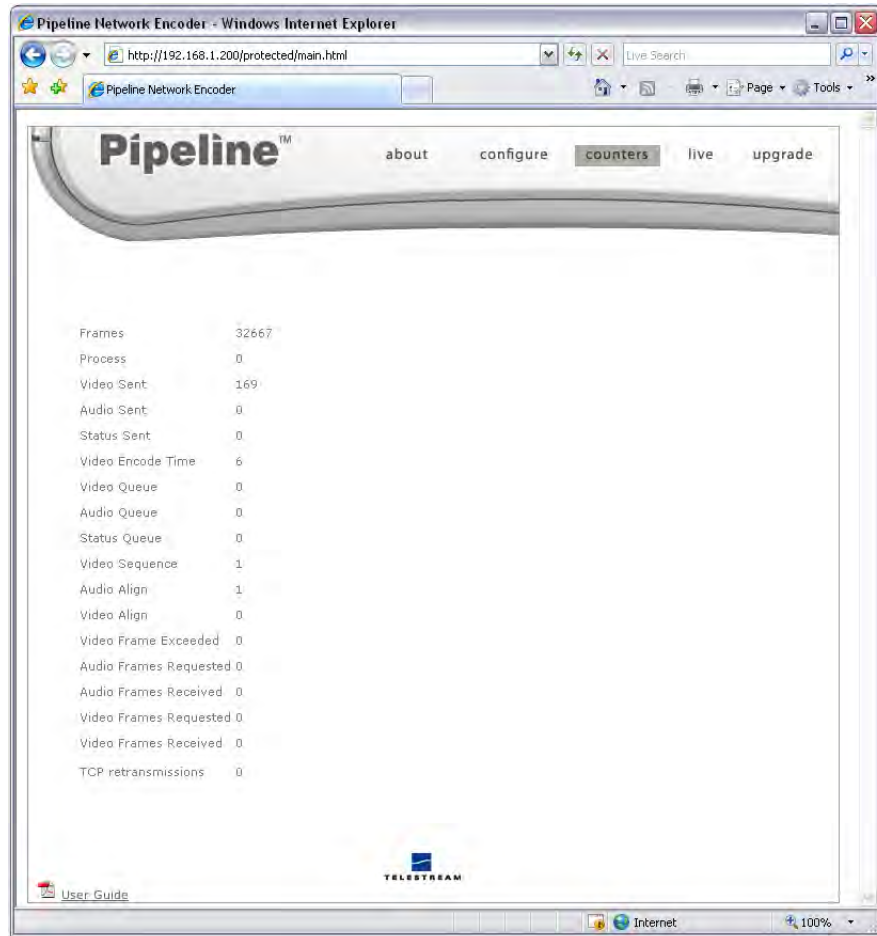 Pipeline Network Encoder - Windows Internet Explorer
http://192.168.1.200/protected/main.html
Live Search
Pipeline Network Encoder
Page
Tools
»
Pipeline™
about configure counters live upgrade
Frames 32667
Process 0
Video Sent 169
Audio Sent 0
Status Sent 0
Video Encode Time 6
Video Queue 0
Audio Queue 0
Status Queue 0
Video Sequence 1
Audio Align 1
Video Align 0
Video Frame Exceeded 0
Audio Frames Requested 0
Audio Frames Received 0
Video Frames Requested 0
Video Frames Received 0
TCP retransmissions 0
TELESTREAM
User Guide
Internet
100%